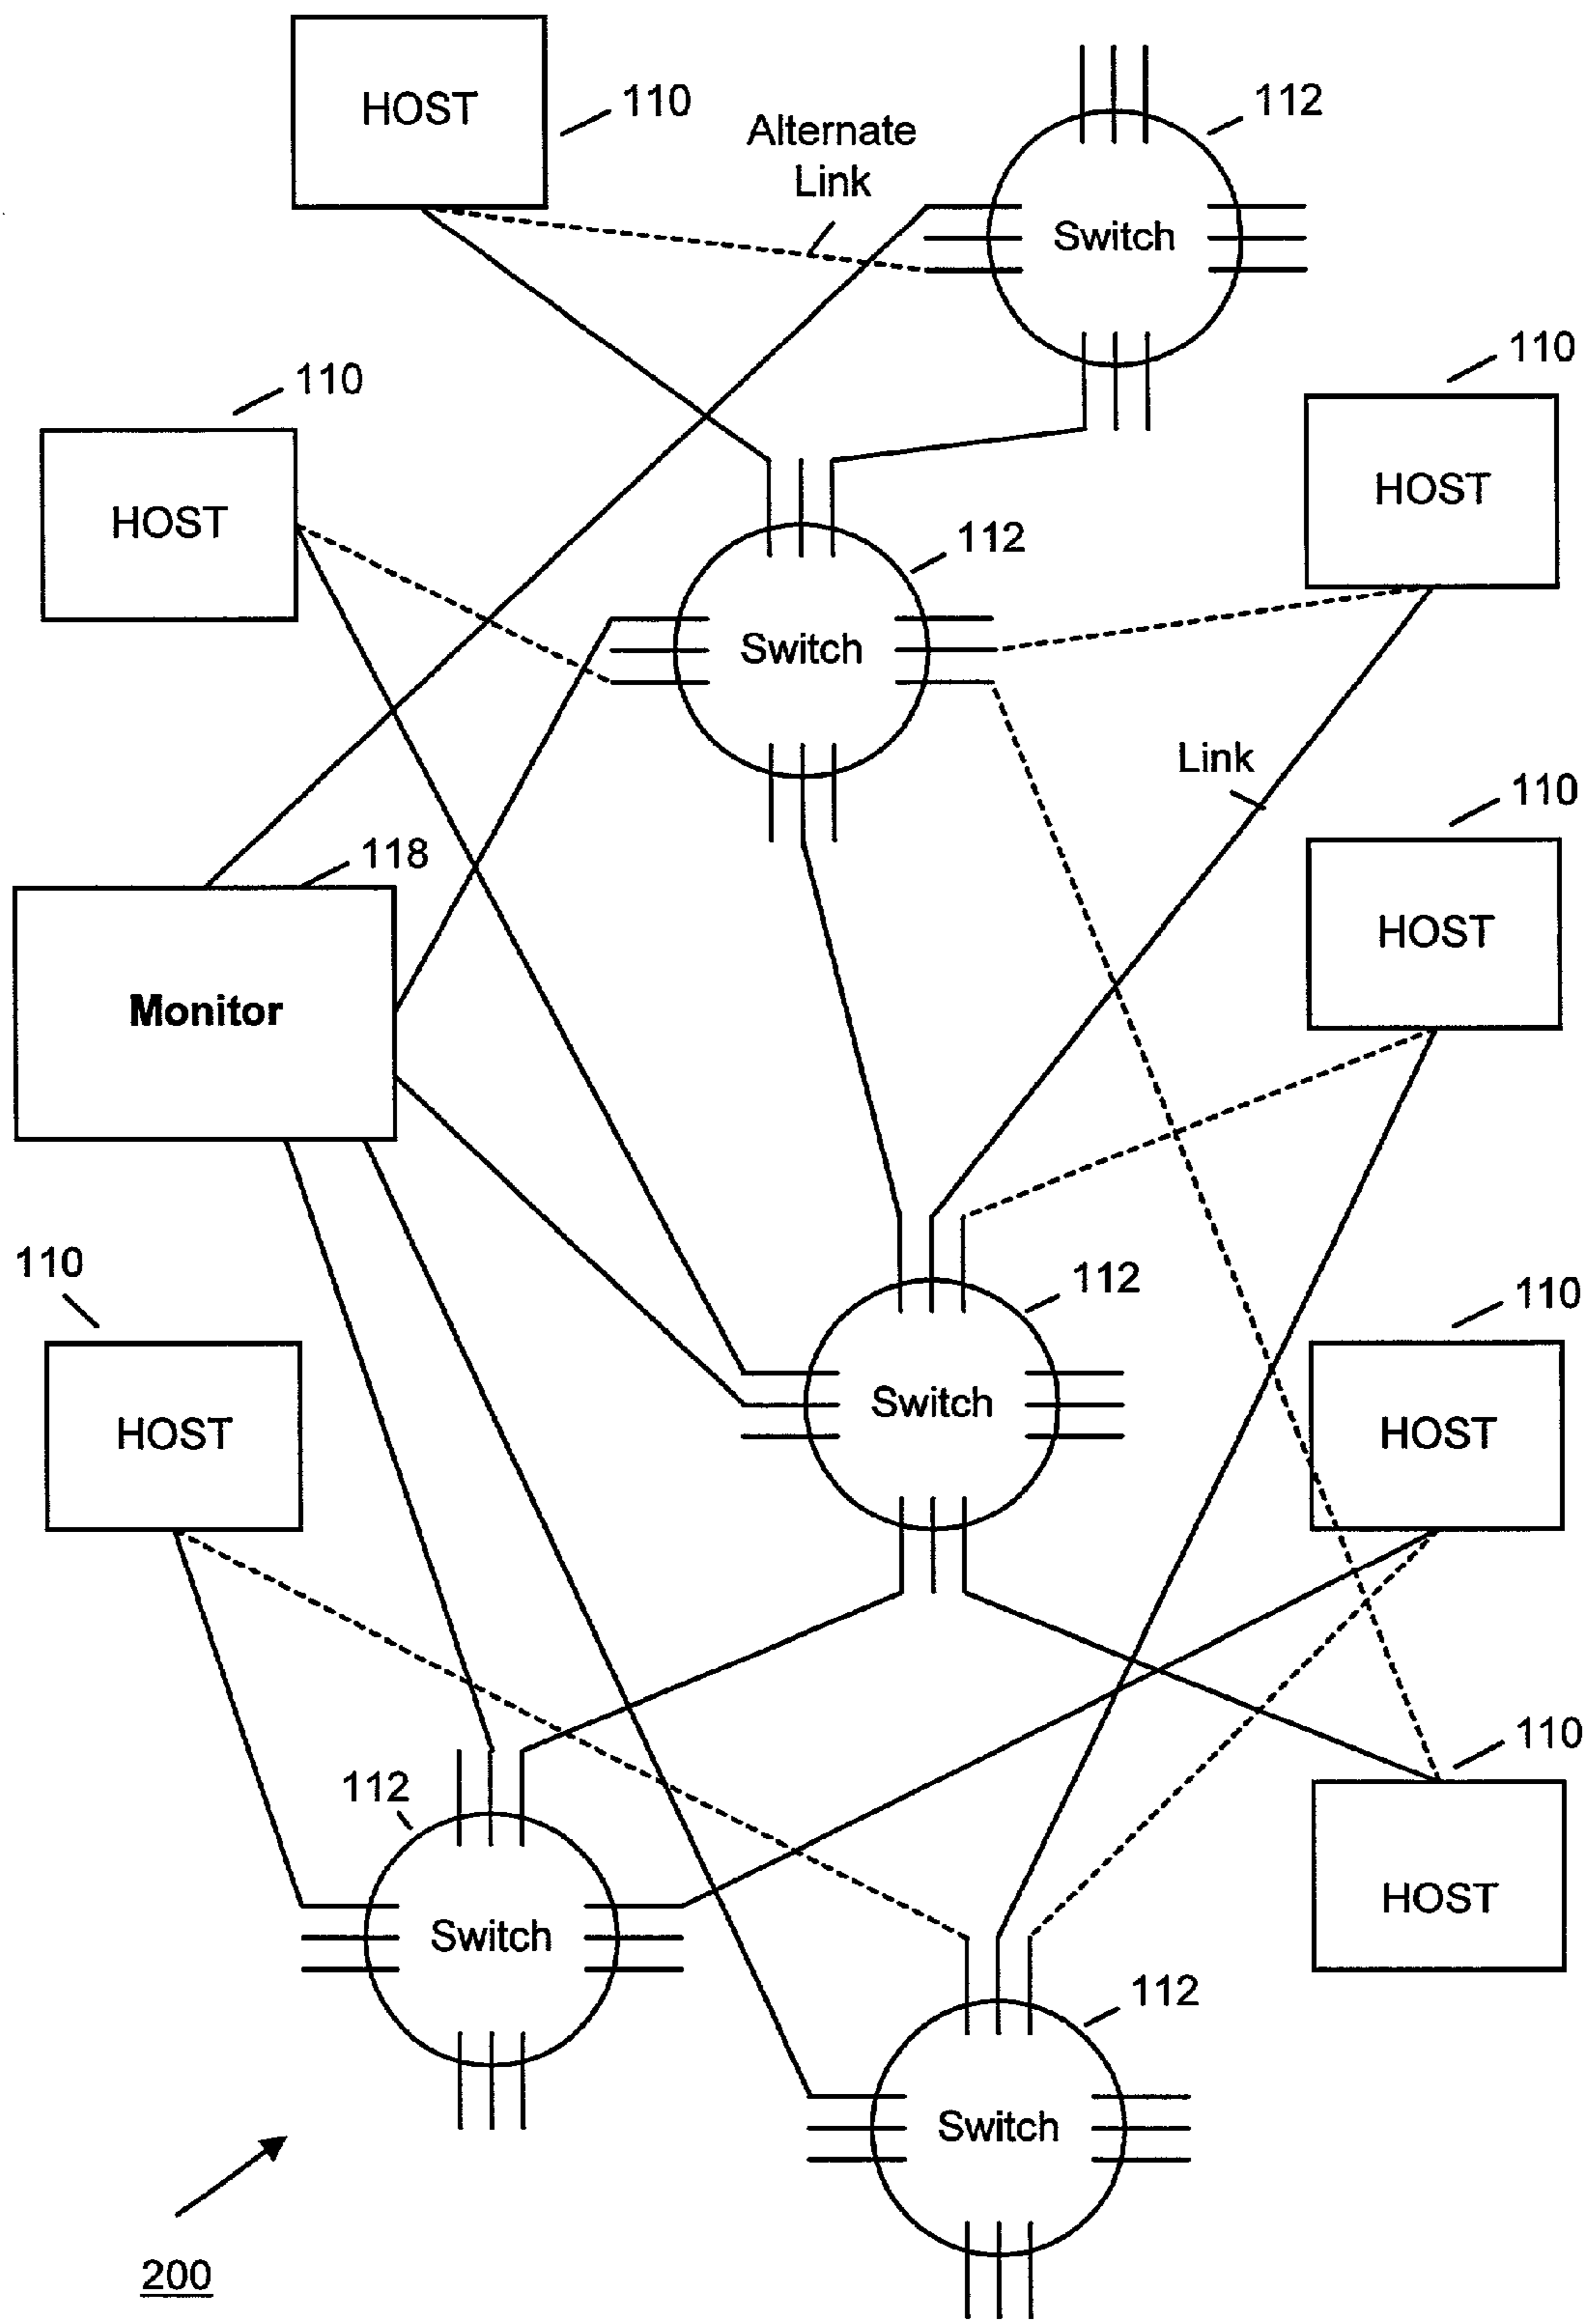 HOST
110
Alternate
Link
112
Switch
110
HOST
110
HOST
112
Switch
Link
110
HOST
118
Monitor
110
HOST
112
Switch
110
HOST
112
Switch
110
HOST
112
Switch
200